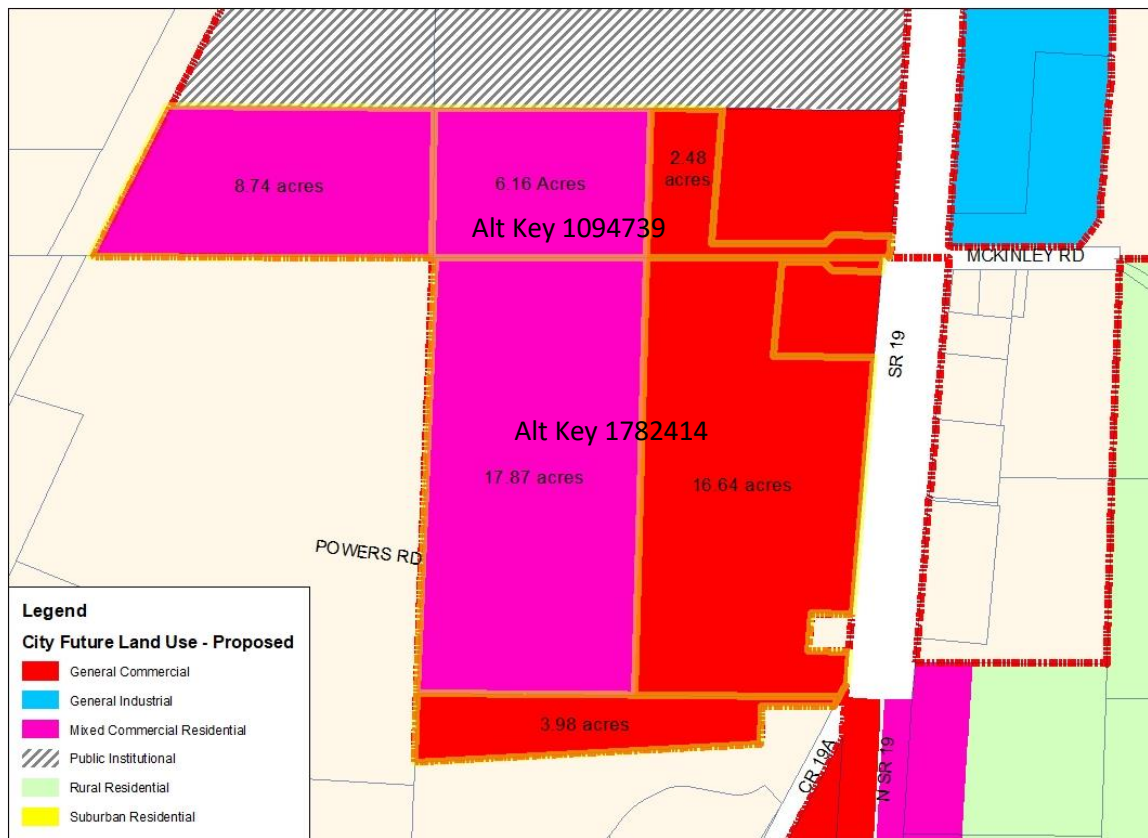 8.74 acres
6.16 Acres
2.48
acres
Alt Key 1094739
MCKINLEY RD
SR 19
Alt Key 1782414
17.87 acres
16.64 acres
POWERS RD
3.98 acres
CR 19A
N SR 19
Legend
City Future Land Use - Proposed
General Commercial
General Industrial
Mixed Commercial Residential
Public Institutional
Rural Residential
Suburban Residential